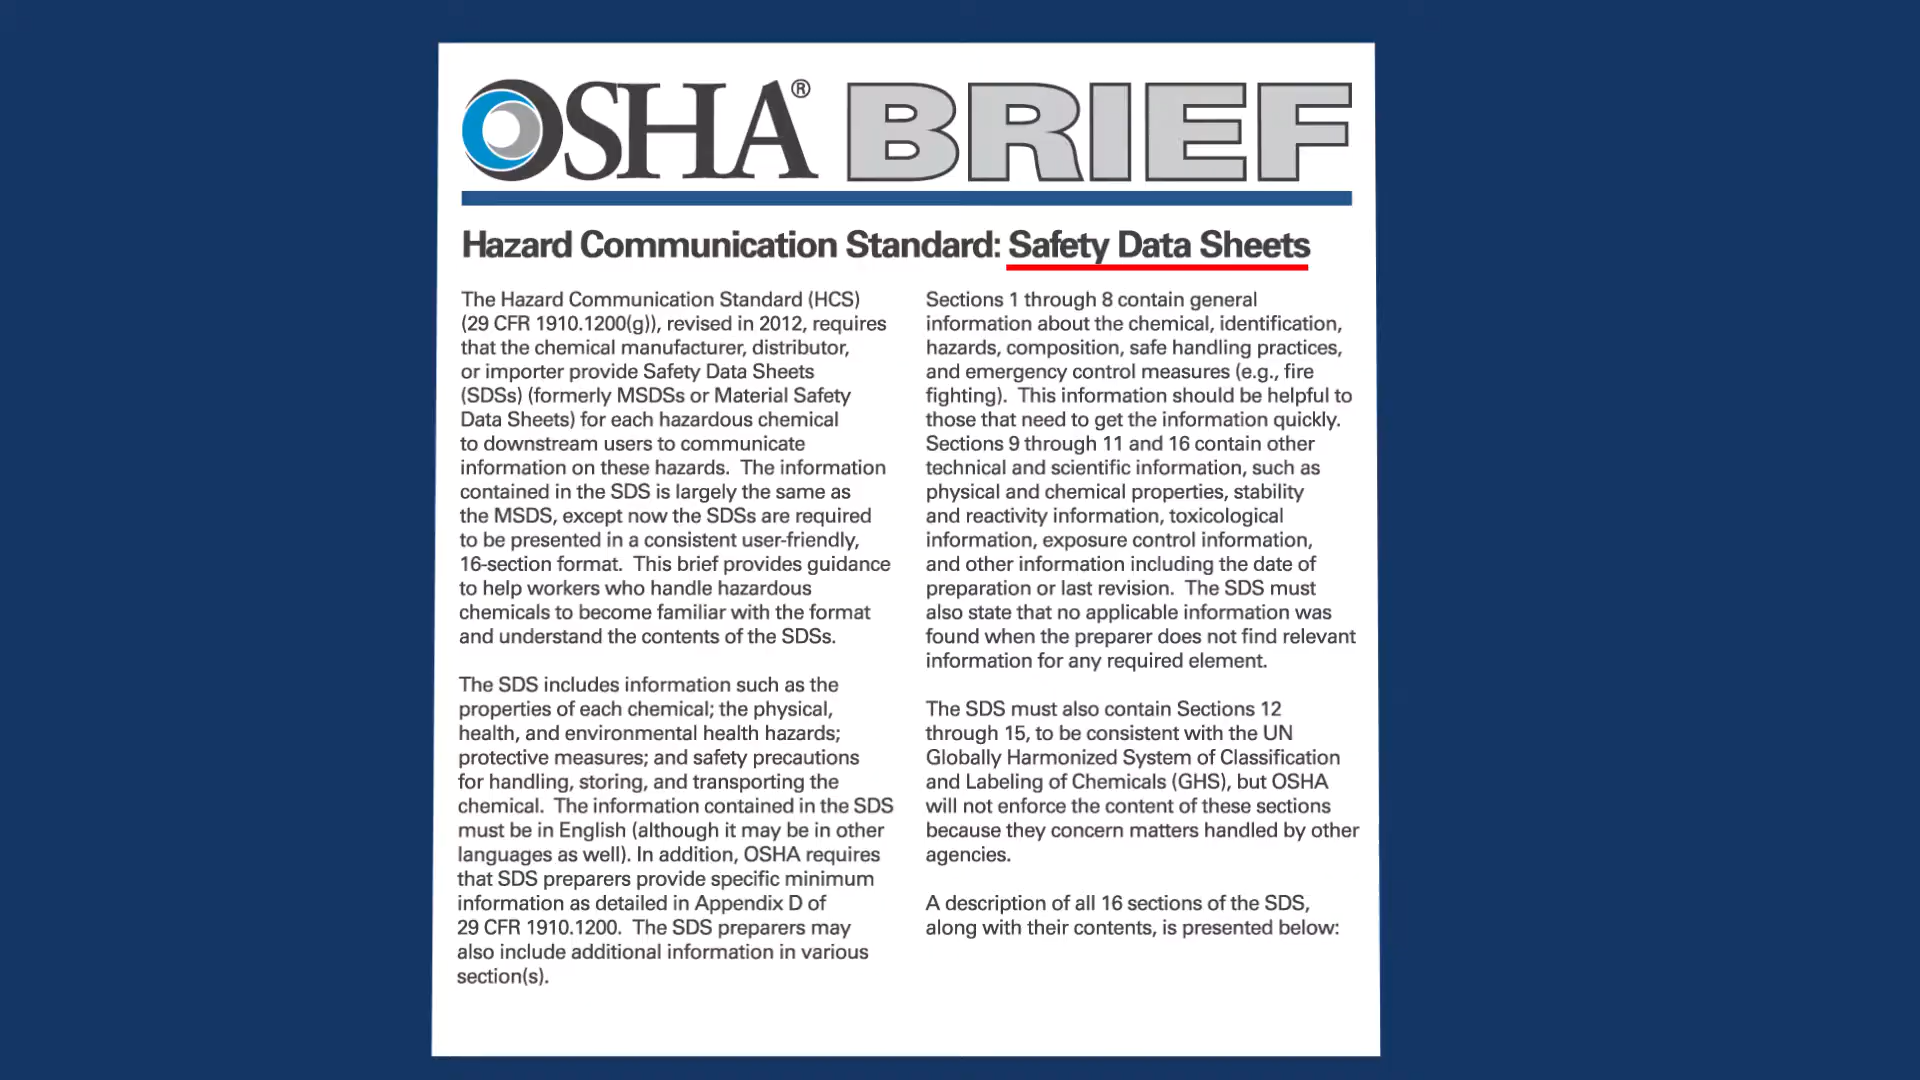 OSHA® BRIEF
Hazard Communication Standard: Safety Data Sheets
The Hazard Communication Standard (HCS)
(29 CFR 1910.1200(g)), revised in 2012, requires
that the chemical manufacturer, distributor,
or importer provide Safety Data Sheets
(SDSs) (formerly MSDSs or Material Safety
Data Sheets) for each hazardous chemical
to downstream users to communicate
information on these hazards.  The information
contained in the SDS is largely the same as
the MSDS, except now the SDSs are required
to be presented in a consistent user-friendly,
16-section format.  This brief provides guidance
to help workers who handle hazardous
chemicals to become familiar with the format
and understand the contents of the SDSs.
The SDS includes information such as the
properties of each chemical; the physical,
health, and environmental health hazards;
protective measures; and safety precautions
for handling, storing, and transporting the
chemical.  The information contained in the SDS
must be in English (although it may be in other
languages as well). In addition, OSHA requires
that SDS preparers provide specific minimum
information as detailed in Appendix D of
29 CFR 1910.1200.  The SDS preparers may
also include additional information in various
section(s).
Sections 1 through 8 contain general
information about the chemical, identification,
hazards, composition, safe handling practices,
and emergency control measures (e.g., fire
fighting).  This information should be helpful to
those that need to get the information quickly.
Sections 9 through 11 and 16 contain other
technical and scientific information, such as
physical and chemical properties, stability
and reactivity information, toxicological
information, exposure control information,
and other information including the date of
preparation or last revision.  The SDS must
also state that no applicable information was
found when the preparer does not find relevant
information for any required element.
The SDS must also contain Sections 12
through 15, to be consistent with the UN
Globally Harmonized System of Classification
and Labeling of Chemicals (GHS), but OSHA
will not enforce the content of these sections
because they concern matters handled by other
agencies.
A description of all 16 sections of the SDS,
along with their contents, is presented below: